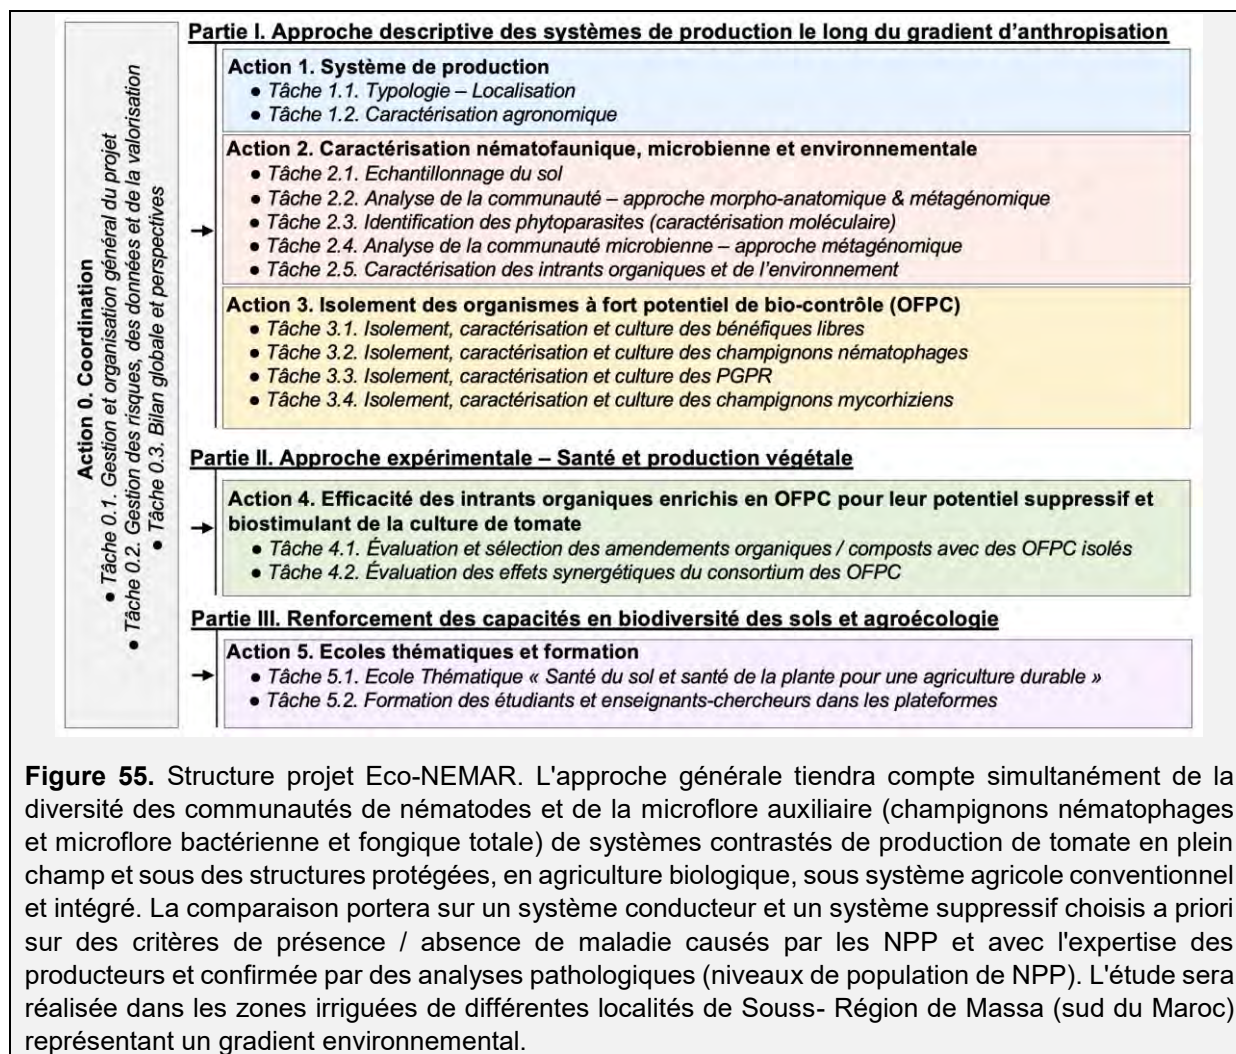 Partie I. Approche descriptive des systèmes de production le long du gradient d'anthropisation
Action 0. Coordination
● Tâche 0.1. Gestion et organisation général du projet
● Tâche 0.2. Gestion des risques, des données et de la valorisation
● Tâche 0.3. Bilan globale et perspectives
Action 1. Système de production
● Tâche 1.1. Typologie – Localisation
● Tâche 1.2. Caractérisation agronomique
Action 2. Caractérisation nématofaunique, microbienne et environnementale
● Tâche 2.1. Echantillonnage du sol
● Tâche 2.2. Analyse de la communauté – approche morpho-anatomique & métagénomique
● Tâche 2.3. Identification des phytoparasites (caractérisation moléculaire)
● Tâche 2.4. Analyse de la communauté microbienne – approche métagénomique
● Tâche 2.5. Caractérisation des intrants organiques et de l'environnement
Action 3. Isolement des organismes à fort potentiel de bio-contrôle (OFPC)
● Tâche 3.1. Isolement, caractérisation et culture des bénéfiques libres
● Tâche 3.2. Isolement, caractérisation et culture des champignons nématophages
● Tâche 3.3. Isolement, caractérisation et culture des PGPR
● Tâche 3.4. Isolement, caractérisation et culture des champignons mycorhiziens
Partie II. Approche expérimentale – Santé et production végétale
Action 4. Efficacité des intrants organiques enrichis en OFPC pour leur potentiel suppressif et
biostimulant de la culture de tomate
● Tâche 4.1. Évaluation et sélection des amendements organiques / composts avec des OFPC isolés
● Tâche 4.2. Évaluation des effets synergétiques du consortium des OFPC
Partie III. Renforcement des capacités en biodiversité des sols et agroécologie
Action 5. Ecoles thématiques et formation
● Tâche 5.1. Ecole Thématique « Santé du sol et santé de la plante pour une agriculture durable »
● Tâche 5.2. Formation des étudiants et enseignants-chercheurs dans les plateformes
Figure 55. Structure projet Eco-NEMAR. L'approche générale tiendra compte simultanément de la
diversité des communautés de nématodes et de la microflore auxiliaire (champignons nématophages
et microflore bactérienne et fongique totale) de systèmes contrastés de production de tomate en plein
champ et sous des structures protégées, en agriculture biologique, sous système agricole conventionnel
et intégré. La comparaison portera sur un système conducteur et un système suppressif choisis a priori
sur des critères de présence / absence de maladie causés par les NPP et avec l'expertise des
producteurs et confirmée par des analyses pathologiques (niveaux de population de NPP). L'étude sera
réalisée dans les zones irriguées de différentes localités de Souss- Région de Massa (sud du Maroc)
représentant un gradient environnemental.